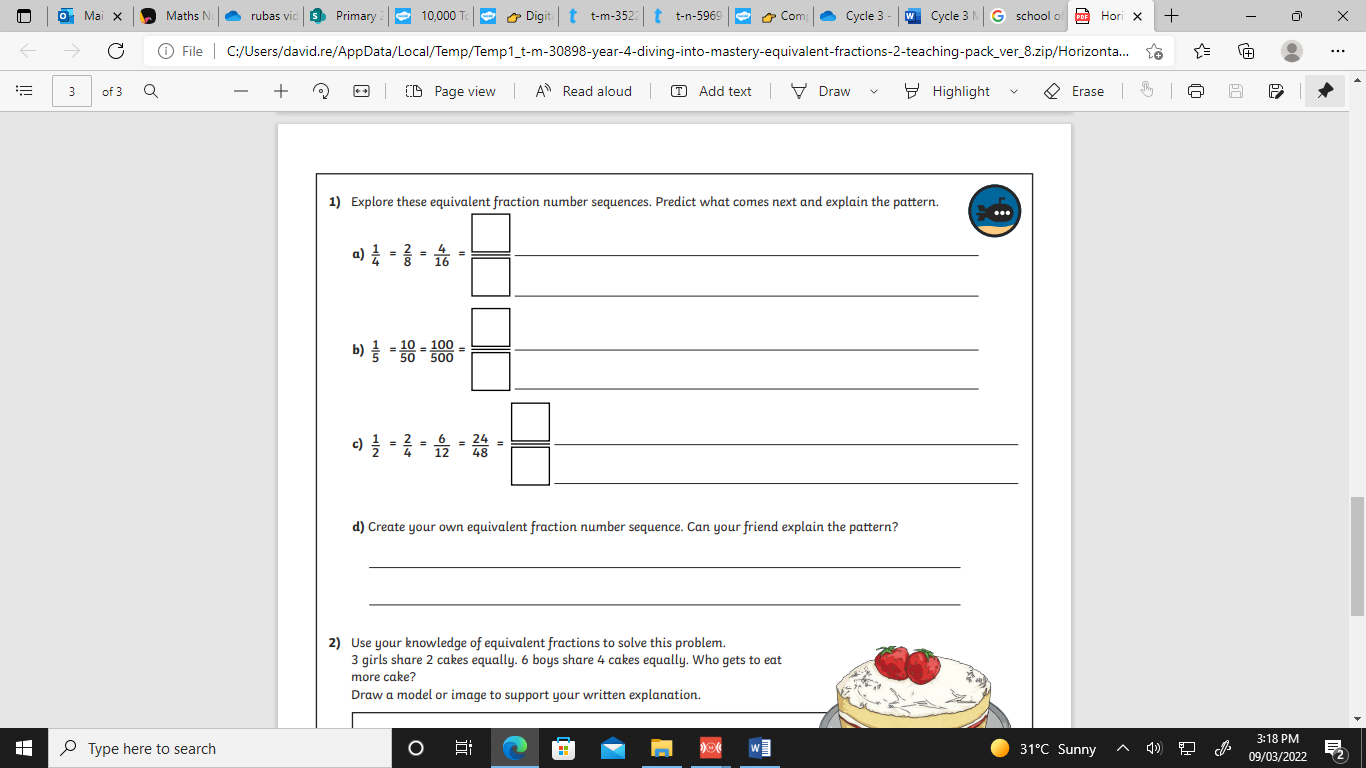 Mai
Maths No
rubas vic
Primary 2
10,000 To
Digit
t-m-3522
t-n-5969
Comp
Cycle 3 -
Cycle 3 M
school of
Hori
File
C:/Users/david.re/AppData/Local/Temp/Temp1_t-m-30898-year-4-diving-into-mastery-equivalent-fractions-2-teaching-pack_ver_8.zip/Horizonta...
3 of 3
Page view
Read aloud
Add text
Draw
Highlight
Erase
1) Explore these equivalent fraction number sequences. Predict what comes next and explain the pattern.
a) 1/4 = 2/8 = 4/16 =
b) 1/5 = 10/50 = 100/500 =
c) 1/2 = 2/4 = 6/12 = 24/48 =
d) Create your own equivalent fraction number sequence. Can your friend explain the pattern?
2) Use your knowledge of equivalent fractions to solve this problem.
3 girls share 2 cakes equally. 6 boys share 4 cakes equally. Who gets to eat
more cake?
Draw a model or image to support your written explanation.
Type here to search
31°C Sunny
3:18 PM
09/03/2022
2